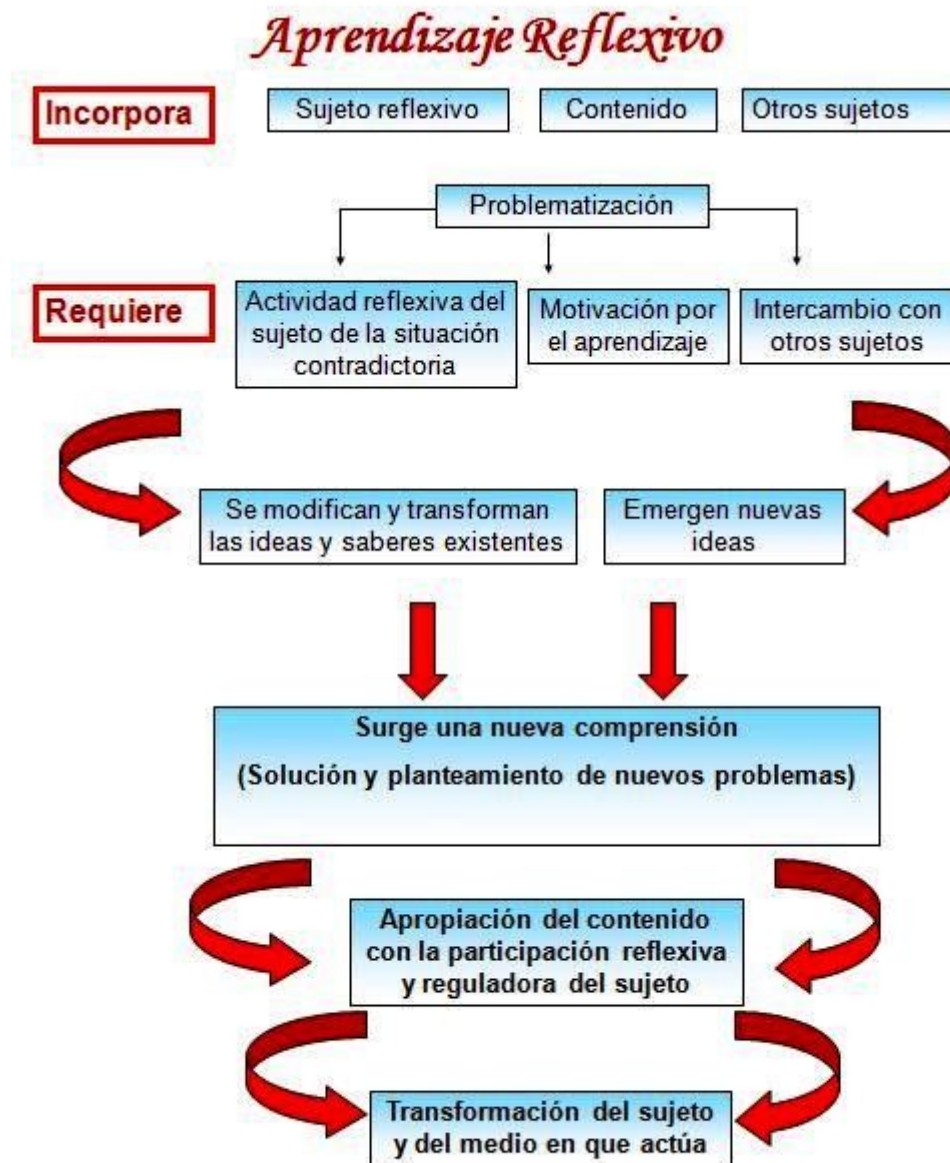 Aprendizaje Reflexivo
Incorpora
Sujeto reflexivo
Contenido
Otros sujetos
Problematización
Requiere
Actividad reflexiva del
sujeto de la situación
contradictoria
Motivación por
el aprendizaje
Intercambio con
otros sujetos
Se modifican y transforman
las ideas y saberes existentes
Emergen nuevas
ideas
Surge una nueva comprensión
(Solución y planteamiento de nuevos problemas)
Apropiación del contenido
con la participación reflexiva
y reguladora del sujeto
Transformación del sujeto
y del medio en que actúa